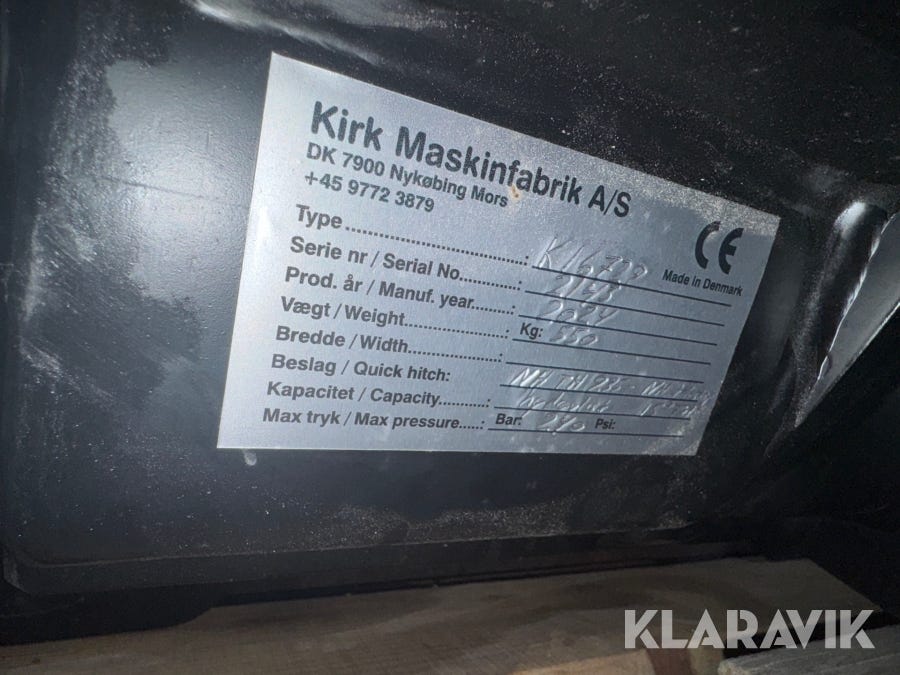 Kirk Maskinfabrik A/S
DK 7900 Nykøbing Mors
+45 9772 3879
CE
Made in Denmark
Type....................:
Serie nr / Serial No..........:
Prod. år / Manuf. year.......: 2024
Vægt / Weight................... Kg: 550
Bredde / Width................:
Beslag / Quick hitch:
Kapacitet / Capacity..........:
Max tryk / Max pressure.....: Bar: Psi:
KLARAVIK